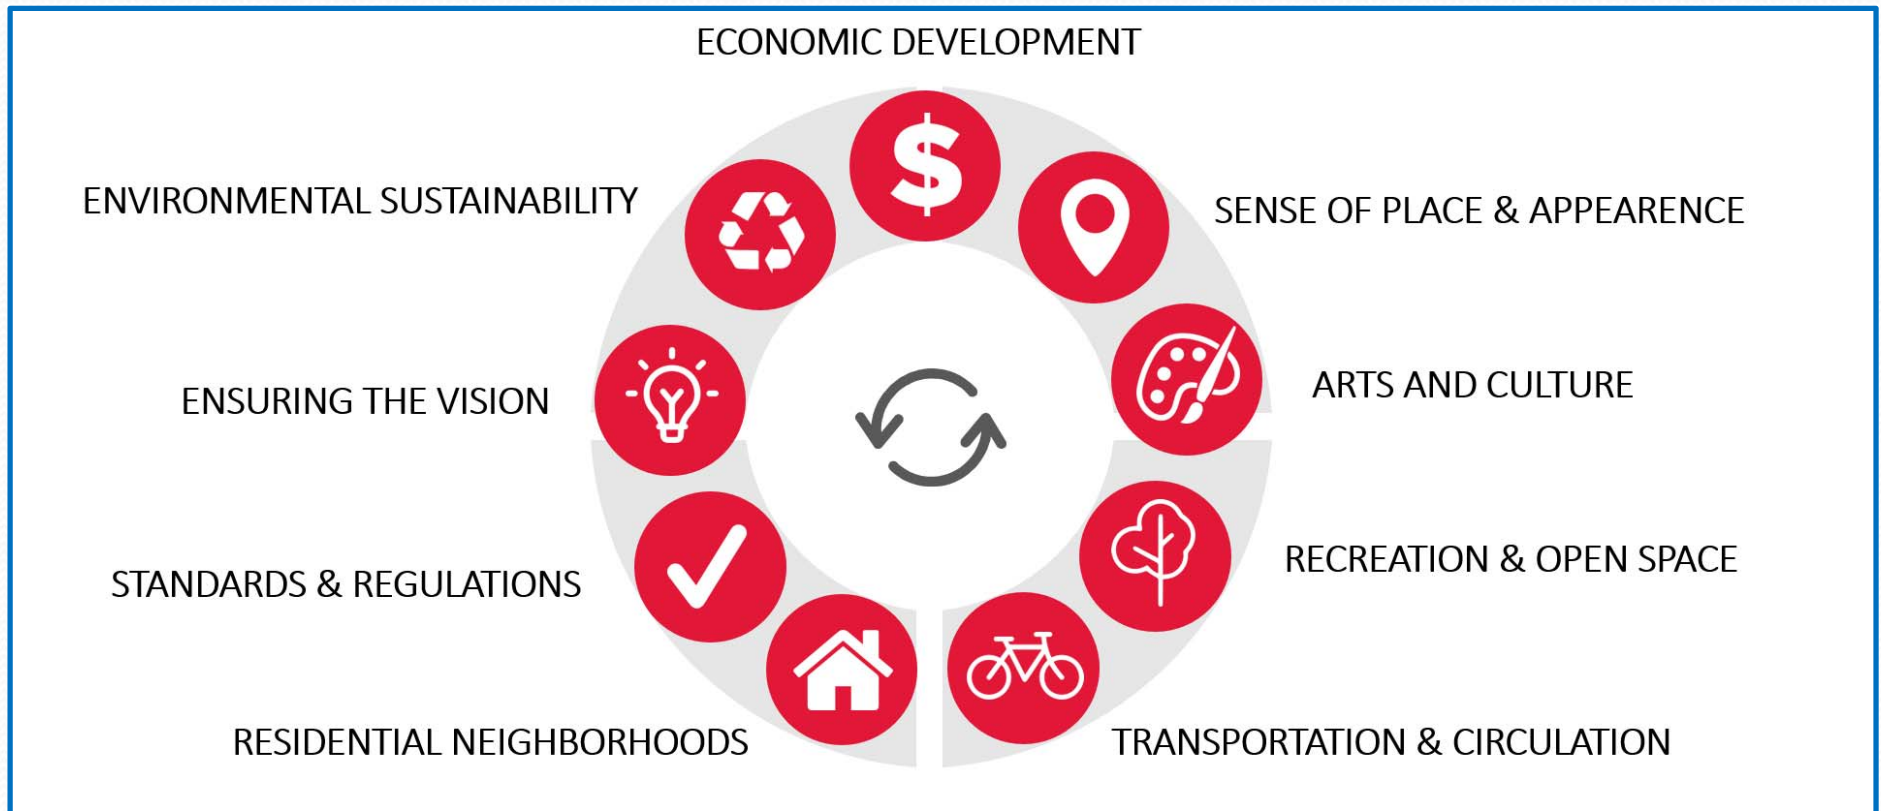 ECONOMIC DEVELOPMENT
ENVIRONMENTAL SUSTAINABILITY
SENSE OF PLACE & APPEARENCE
ENSURING THE VISION
ARTS AND CULTURE
STANDARDS & REGULATIONS
RECREATION & OPEN SPACE
RESIDENTIAL NEIGHBORHOODS
TRANSPORTATION & CIRCULATION
$